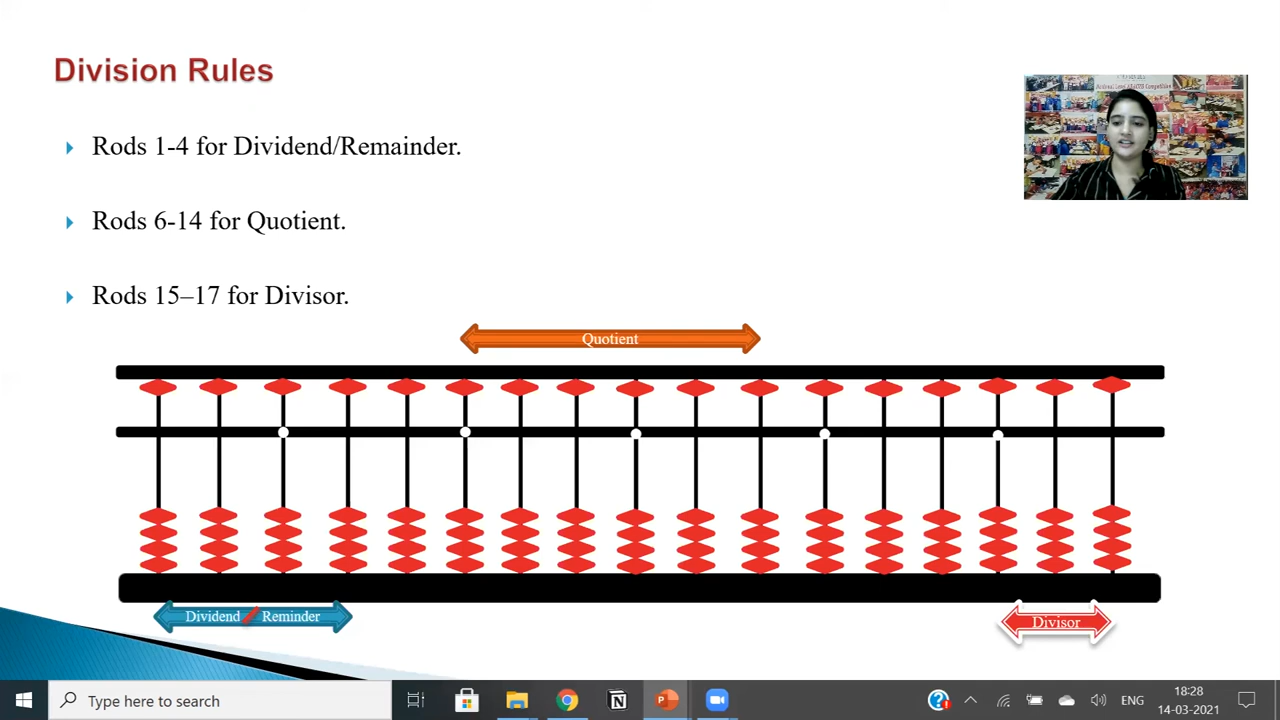 Division Rules
Rods 1-4 for Dividend/Remainder.
Rods 6-14 for Quotient.
Rods 15–17 for Divisor.
Quotient
Dividend / Reminder
Divisor
Type here to search
ENG
18:28
14-03-2021